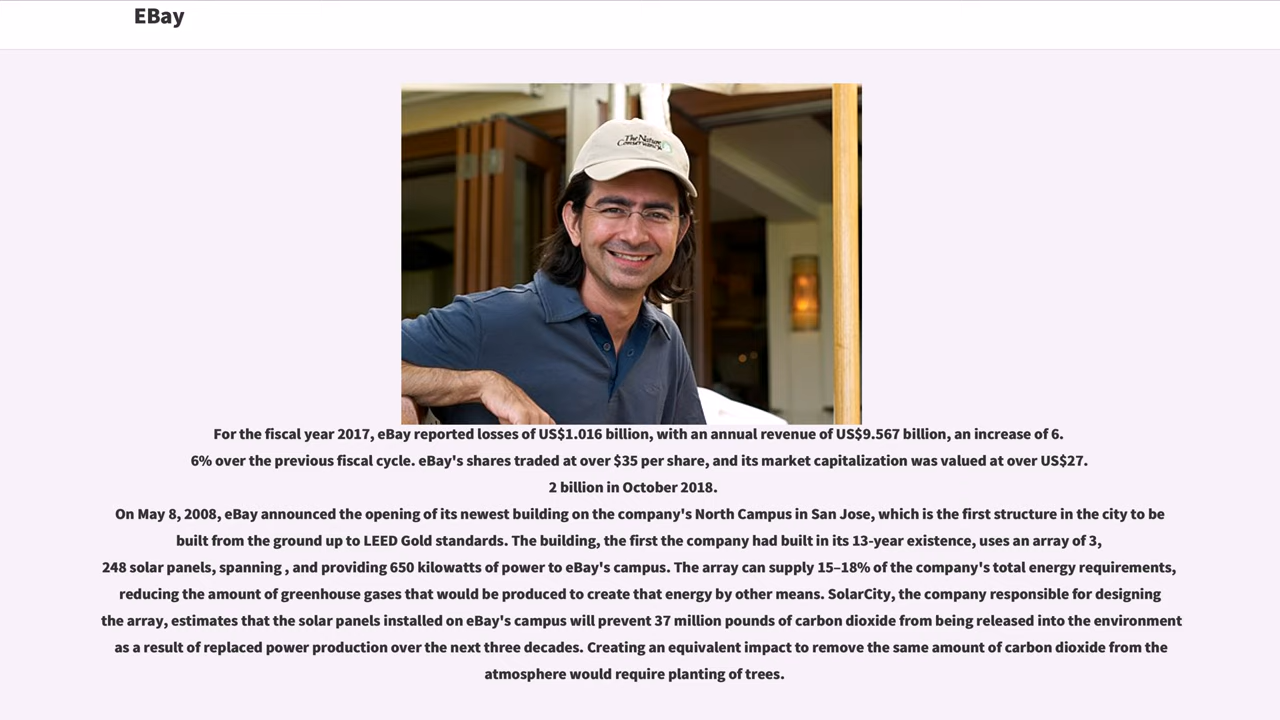 EBay
The Nature
Conservancy
For the fiscal year 2017, eBay reported losses of US$1.016 billion, with an annual revenue of US$9.567 billion, an increase of 6.
6% over the previous fiscal cycle. eBay's shares traded at over $35 per share, and its market capitalization was valued at over US$27.
2 billion in October 2018.
On May 8, 2008, eBay announced the opening of its newest building on the company's North Campus in San Jose, which is the first structure in the city to be
built from the ground up to LEED Gold standards. The building, the first the company had built in its 13-year existence, uses an array of 3,
248 solar panels, spanning , and providing 650 kilowatts of power to eBay's campus. The array can supply 15–18% of the company's total energy requirements,
reducing the amount of greenhouse gases that would be produced to create that energy by other means. SolarCity, the company responsible for designing
the array, estimates that the solar panels installed on eBay's campus will prevent 37 million pounds of carbon dioxide from being released into the environment
as a result of replaced power production over the next three decades. Creating an equivalent impact to remove the same amount of carbon dioxide from the
atmosphere would require planting of trees.